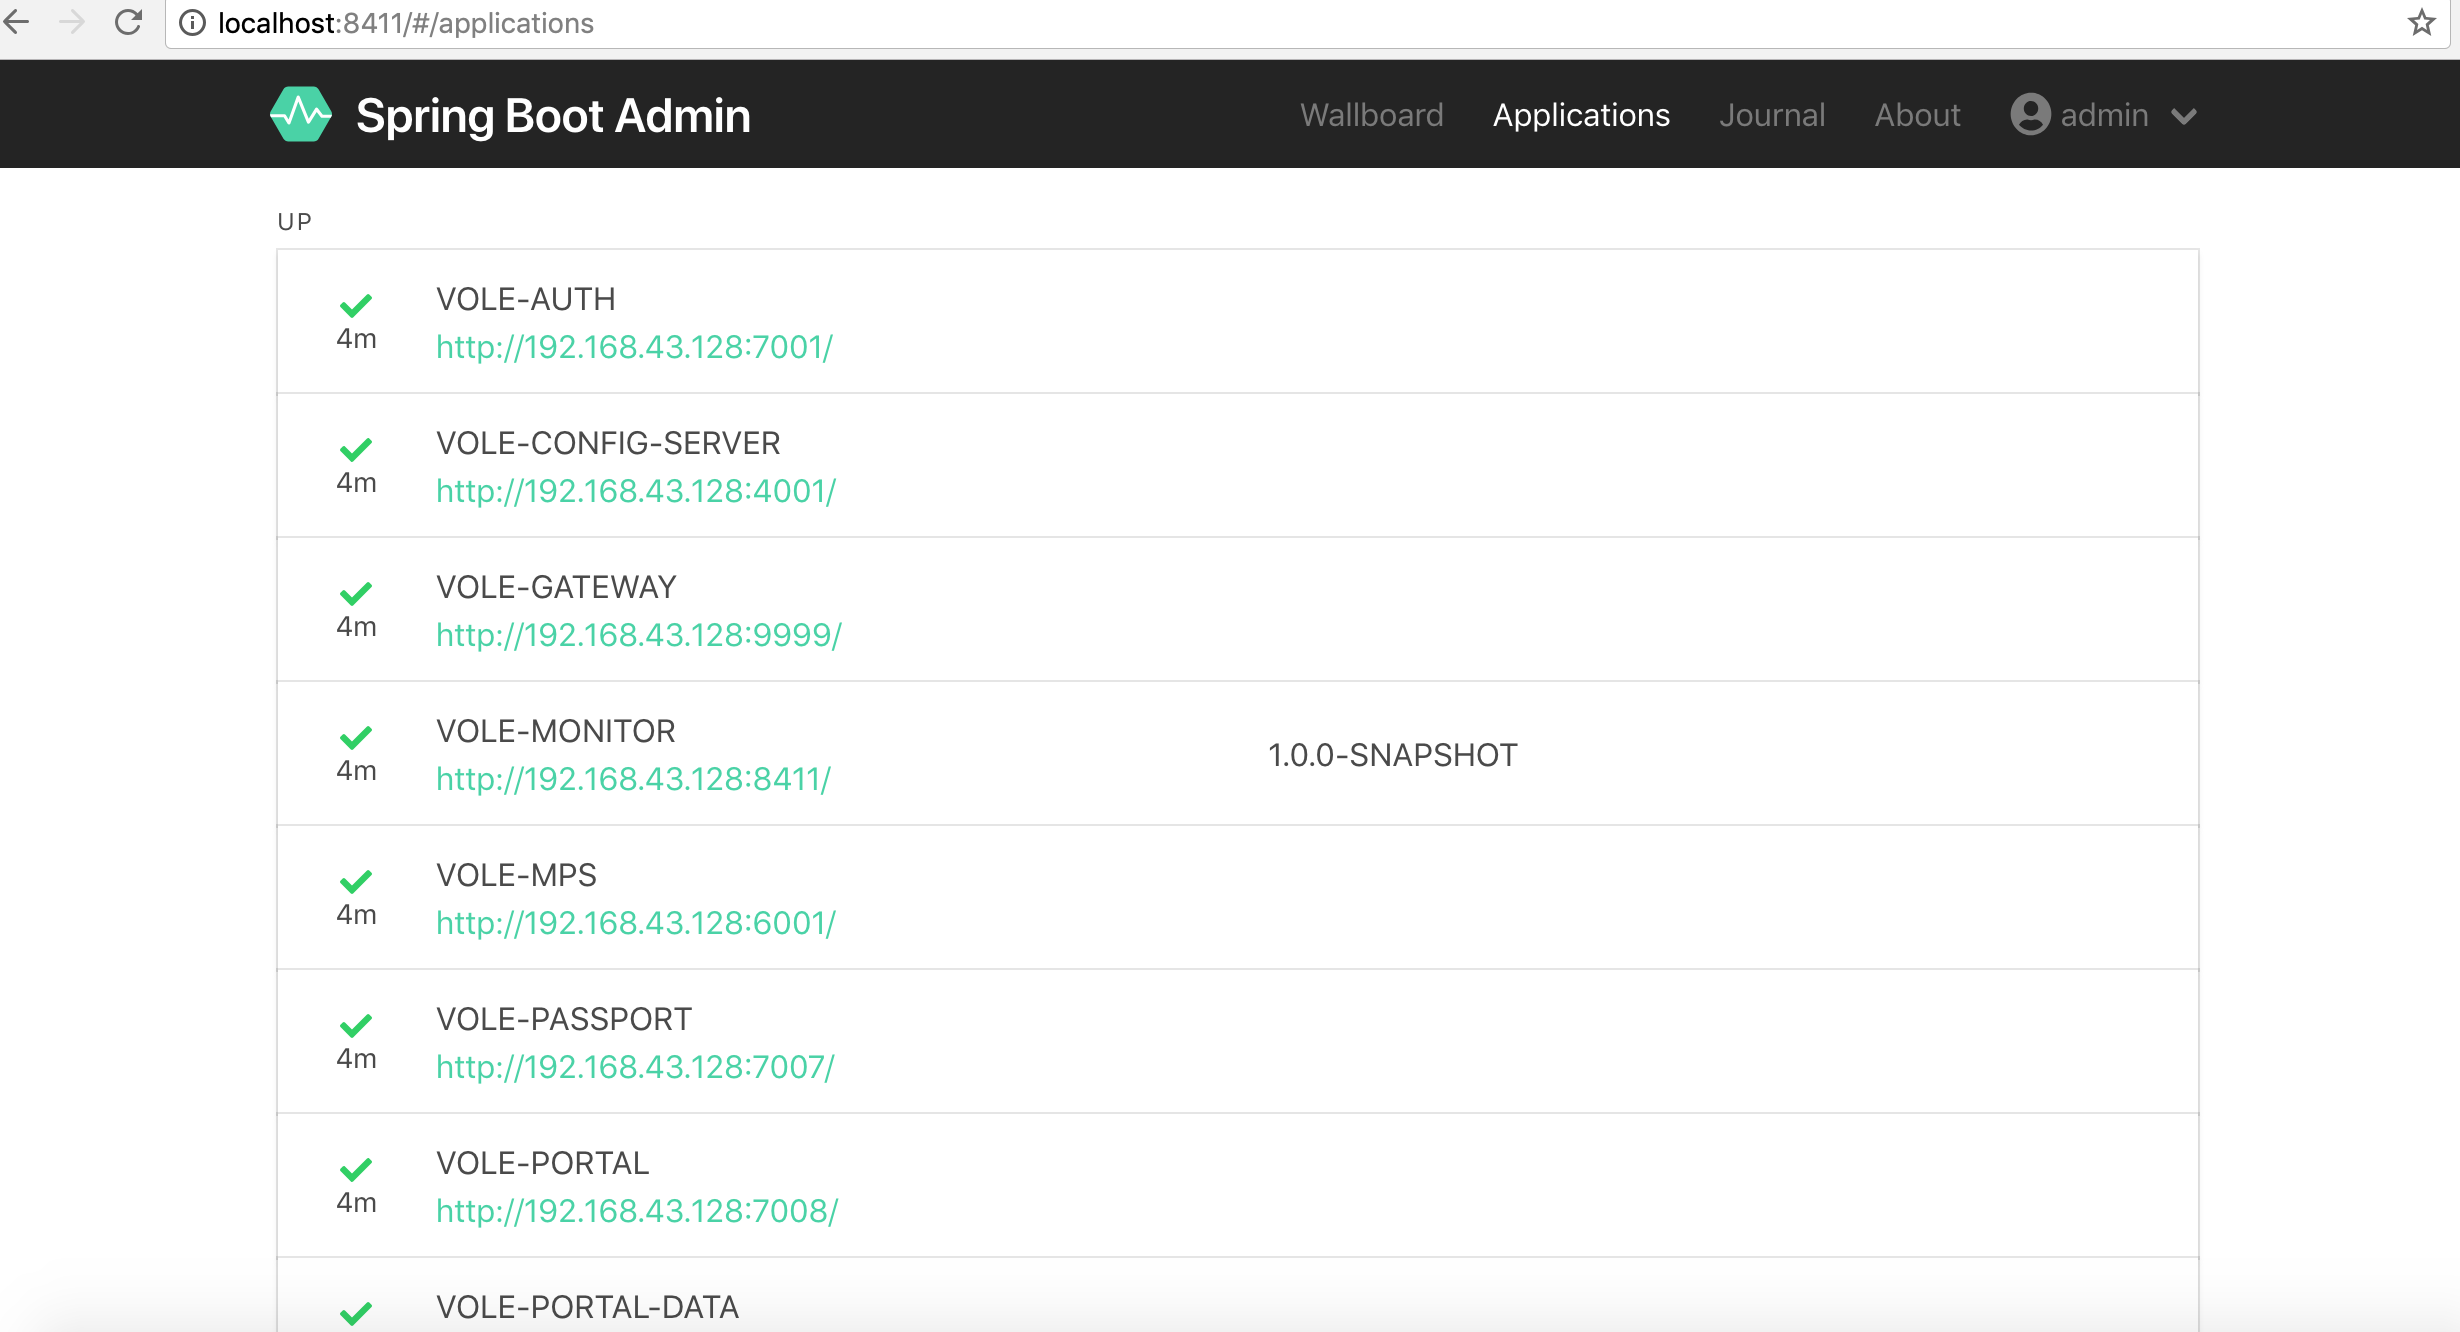 localhost:8411/#/applications
Spring Boot Admin
Wallboard Applications Journal About admin
UP
VOLE-AUTH
4m
http://192.168.43.128:7001/
VOLE-CONFIG-SERVER
4m
http://192.168.43.128:4001/
VOLE-GATEWAY
4m
http://192.168.43.128:9999/
VOLE-MONITOR
1.0.0-SNAPSHOT
4m
http://192.168.43.128:8411/
VOLE-MPS
4m
http://192.168.43.128:6001/
VOLE-PASSPORT
4m
http://192.168.43.128:7007/
VOLE-PORTAL
4m
http://192.168.43.128:7008/
VOLE-PORTAL-DATA